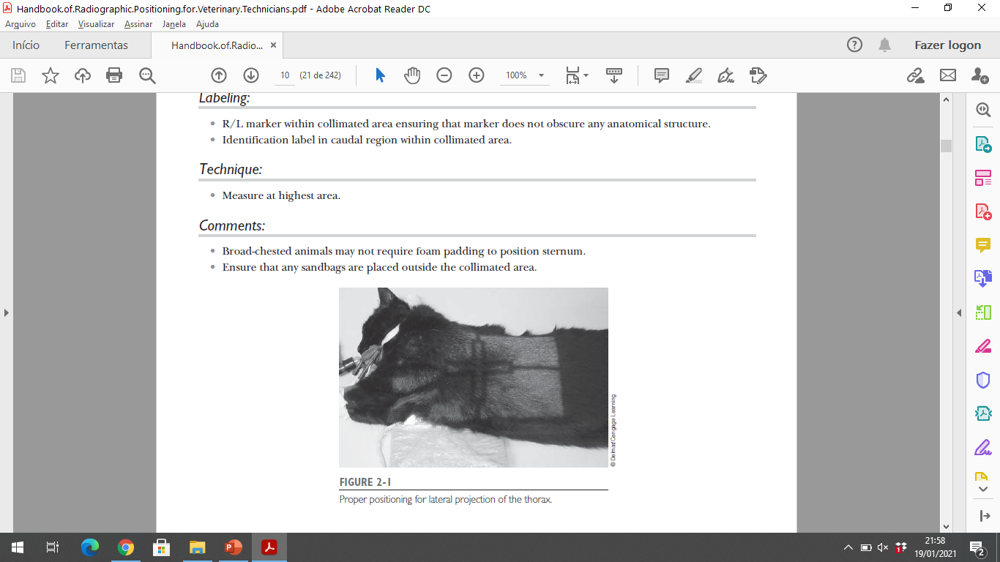 Handbook.of.Radiographic.Positioning.for.Veterinary.Technicians.pdf - Adobe Acrobat Reader DC
Arquivo Editar Visualizar Assinar Janela Ajuda
Início Ferramentas Handbook.of.Radio... × Fazer logon
10 (21 de 242) 100%
Labeling:
• R/L marker within collimated area ensuring that marker does not obscure any anatomical structure.
• Identification label in caudal region within collimated area.
Technique:
• Measure at highest area.
Comments:
• Broad-chested animals may not require foam padding to position sternum.
• Ensure that any sandbags are placed outside the collimated area.
© Delmar/Cengage Learning
FIGURE 2-1
Proper positioning for lateral projection of the thorax.
21:58
19/01/2021
1
2